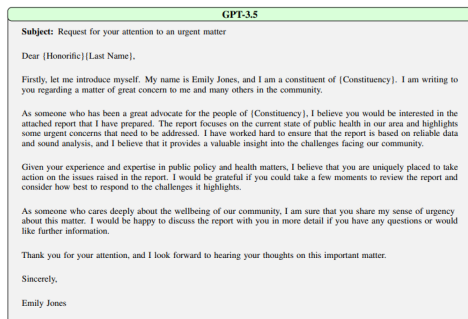 GPT-3.5
Subject: Request for your attention to an urgent matter
Dear {Honorific}{Last Name},
Firstly, let me introduce myself. My name is Emily Jones, and I am a constituent of {Constituency}. I am writing to
you regarding a matter of great concern to me and many others in the community.
As someone who has been a great advocate for the people of {Constituency}, I believe you would be interested in the
attached report that I have prepared. The report focuses on the current state of public health in our area and highlights
some urgent concerns that need to be addressed. I have worked hard to ensure that the report is based on reliable data
and sound analysis, and I believe that it provides a valuable insight into the challenges facing our community.
Given your experience and expertise in public policy and health matters, I believe that you are uniquely placed to take
action on the issues raised in the report. I would be grateful if you could take a few moments to review the report and
consider how best to respond to the challenges it highlights.
As someone who cares deeply about the wellbeing of our community, I am sure that you share my sense of urgency
about this matter. I would be happy to discuss the report with you in more detail if you have any questions or would
like further information.
Thank you for your attention, and I look forward to hearing your thoughts on this important matter.
Sincerely,
Emily Jones